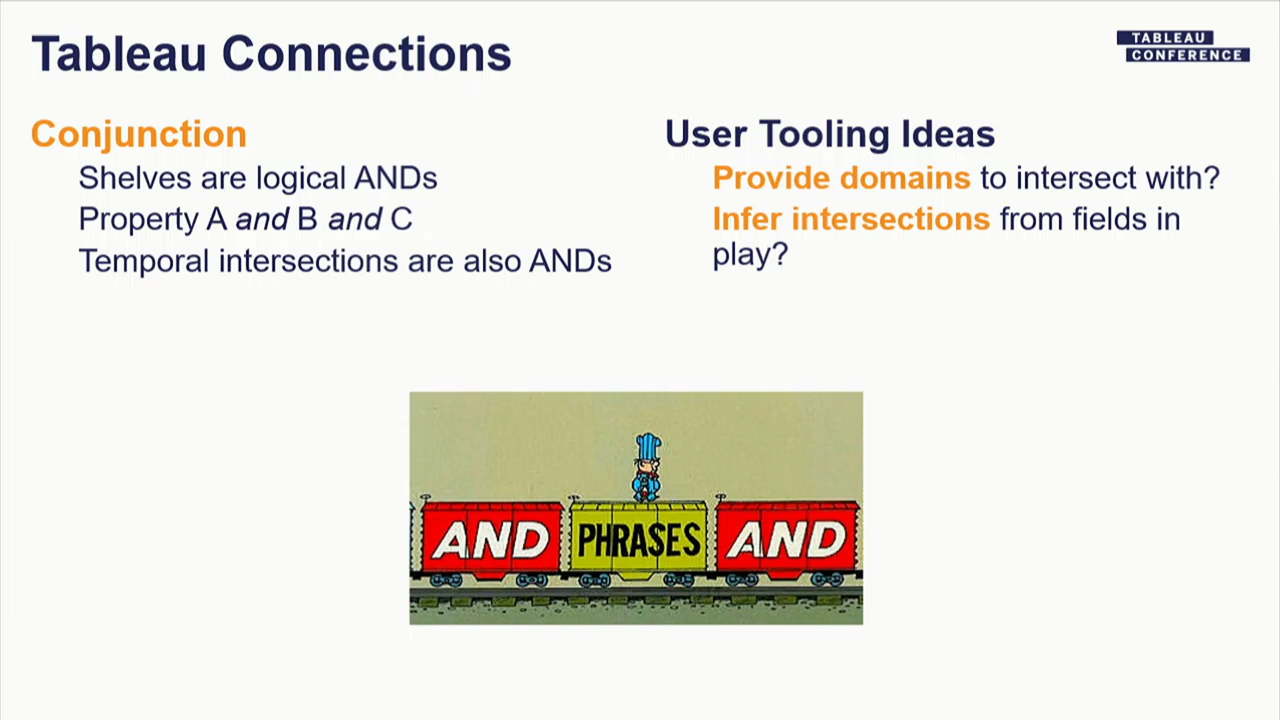 Tableau Connections
TABLEAU
CONFERENCE
Conjunction
Shelves are logical ANDs
Property A and B and C
Temporal intersections are also ANDs
User Tooling Ideas
Provide domains to intersect with?
Infer intersections from fields in
play?
AND PHRASES AND